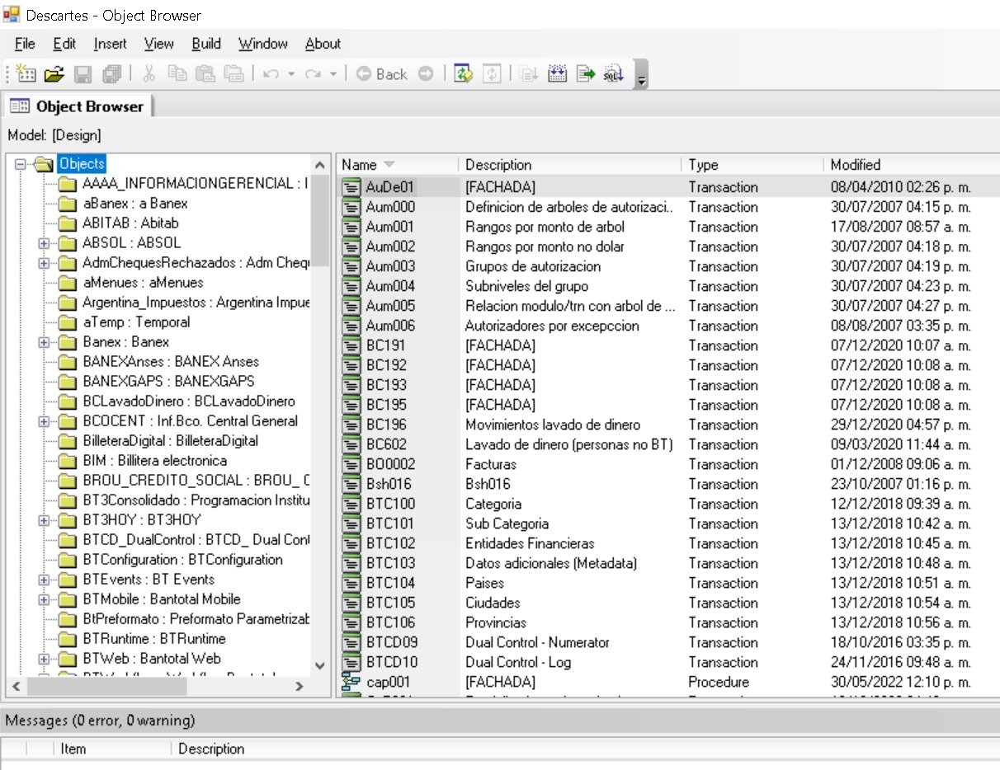 Descartes - Object Browser
File Edit Insert View Build Window About
Back SQL
Object Browser
Model: [Design]
Objects
AAAA_INFORMACIONGERENCIAL : I
aBanex : a Banex
ABITAB : Abitab
ABSOL : ABSOL
AdmChequesRechazados : Adm Chequ
aMenues : aMenues
Argentina_Impuestos : Argentina Impue
aTemp : Temporal
Banex : Banex
BANEXAnses : BANEX Anses
BANEXGAPS : BANEXGAPS
BCLavadoDinero : BCLavadoDinero
BCOCENT : Inf.Bco. Central General
BilleteraDigital : BilleteraDigital
BIM : Billitera electronica
BROU_CREDITO_SOCIAL : BROU_ C
BT3Consolidado : Programacion Institu
BT3HOY : BT3HOY
BTCD_DualControl : BTCD_ Dual Cont
BTConfiguration : BTConfiguration
BTEvents : BT Events
BTMobile : Bantotal Mobile
BtPreformato : Preformato Parametrizab
BTRuntime : BTRuntime
BTWeb : Bantotal Web
Name Description Type Modified
AuDe01 [FACHADA] Transaction 08/04/2010 02:26 p. m.
Aum000 Definicion de arboles de autorizaci.. Transaction 30/07/2007 04:15 p. m.
Aum001 Rangos por monto de arbol Transaction 17/08/2007 08:57 a. m.
Aum002 Rangos por monto no dolar Transaction 30/07/2007 04:18 p. m.
Aum003 Grupos de autorizacion Transaction 30/07/2007 04:19 p. m.
Aum004 Subniveles del grupo Transaction 30/07/2007 04:23 p. m.
Aum005 Relacion modulo/trn con arbol de ... Transaction 30/07/2007 04:27 p. m.
Aum006 Autorizadores por excepccion Transaction 08/08/2007 03:35 p. m.
BC191 [FACHADA] Transaction 07/12/2020 10:07 a. m.
BC192 [FACHADA] Transaction 07/12/2020 10:08 a. m.
BC193 [FACHADA] Transaction 07/12/2020 10:08 a. m.
BC195 [FACHADA] Transaction 07/12/2020 10:08 a. m.
BC196 Movimientos lavado de dinero Transaction 29/12/2020 04:57 p. m.
BC602 Lavado de dinero (personas no BT) Transaction 09/03/2020 11:44 a. m.
BO0002 Facturas Transaction 01/12/2008 09:06 a. m.
Bsh016 Bsh016 Transaction 23/10/2007 01:16 p. m.
BTC100 Categoria Transaction 12/12/2018 09:39 a. m.
BTC101 Sub Categoria Transaction 13/12/2018 10:42 a. m.
BTC102 Entidades Financieras Transaction 13/12/2018 10:45 a. m.
BTC103 Datos adicionales (Metadata) Transaction 13/12/2018 10:48 a. m.
BTC104 Paises Transaction 13/12/2018 10:51 a. m.
BTC105 Ciudades Transaction 13/12/2018 10:54 a. m.
BTC106 Provincias Transaction 13/12/2018 10:56 a. m.
BTCD09 Dual Control - Numerator Transaction 18/10/2016 03:35 p. m.
BTCD10 Dual Control - Log Transaction 24/11/2016 09:48 a. m.
cap001 [FACHADA] Procedure 30/05/2022 12:10 p. m.
Messages (0 error, 0 warning)
Item Description